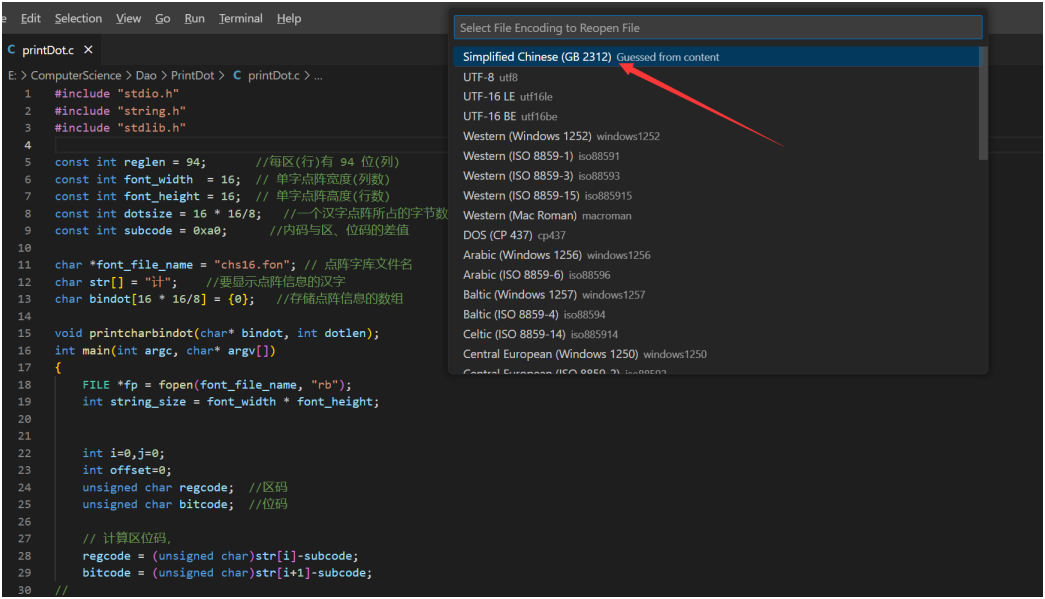 e Edit Selection View Go Run Terminal Help
C printDot.c ×
E: > ComputerScience > Dao > PrintDot > C printDot.c > ...
1 #include "stdio.h"
2 #include "string.h"
3 #include "stdlib.h"
4
5 const int reglen = 94; //每区(行)有 94 位(列)
6 const int font_width = 16; // 单字点阵宽度(列数)
7 const int font_height = 16; // 单字点阵高度(行数)
8 const int dotsize = 16 * 16/8; //一个汉字点阵所占的字节数
9 const int subcode = 0xa0; //内码与区、位码的差值
10
11 char *font_file_name = "chs16.fon"; // 点阵字库文件名
12 char str[] = "计"; //要显示点阵信息的汉字
13 char bindot[16 * 16/8] = {0}; //存储点阵信息的数组
14
15 void printcharbindot(char* bindot, int dotlen);
16 int main(int argc, char* argv[])
17 {
18 FILE *fp = fopen(font_file_name, "rb");
19 int string_size = font_width * font_height;
20
21
22 int i=0,j=0;
23 int offset=0;
24 unsigned char regcode; //区码
25 unsigned char bitcode; //位码
26
27 // 计算区位码,
28 regcode = (unsigned char)str[i]-subcode;
29 bitcode = (unsigned char)str[i+1]-subcode;
30 //
Select File Encoding to Reopen File
Simplified Chinese (GB 2312) Guessed from content
UTF-8 utf8
UTF-16 LE utf16le
UTF-16 BE utf16be
Western (Windows 1252) windows1252
Western (ISO 8859-1) iso88591
Western (ISO 8859-3) iso88593
Western (ISO 8859-15) iso885915
Western (Mac Roman) macroman
DOS (CP 437) cp437
Arabic (Windows 1256) windows1256
Arabic (ISO 8859-6) iso88596
Baltic (Windows 1257) windows1257
Baltic (ISO 8859-4) iso88594
Celtic (ISO 8859-14) iso885914
Central European (Windows 1250) windows1250
Central European (ISO 8859-2) iso88592